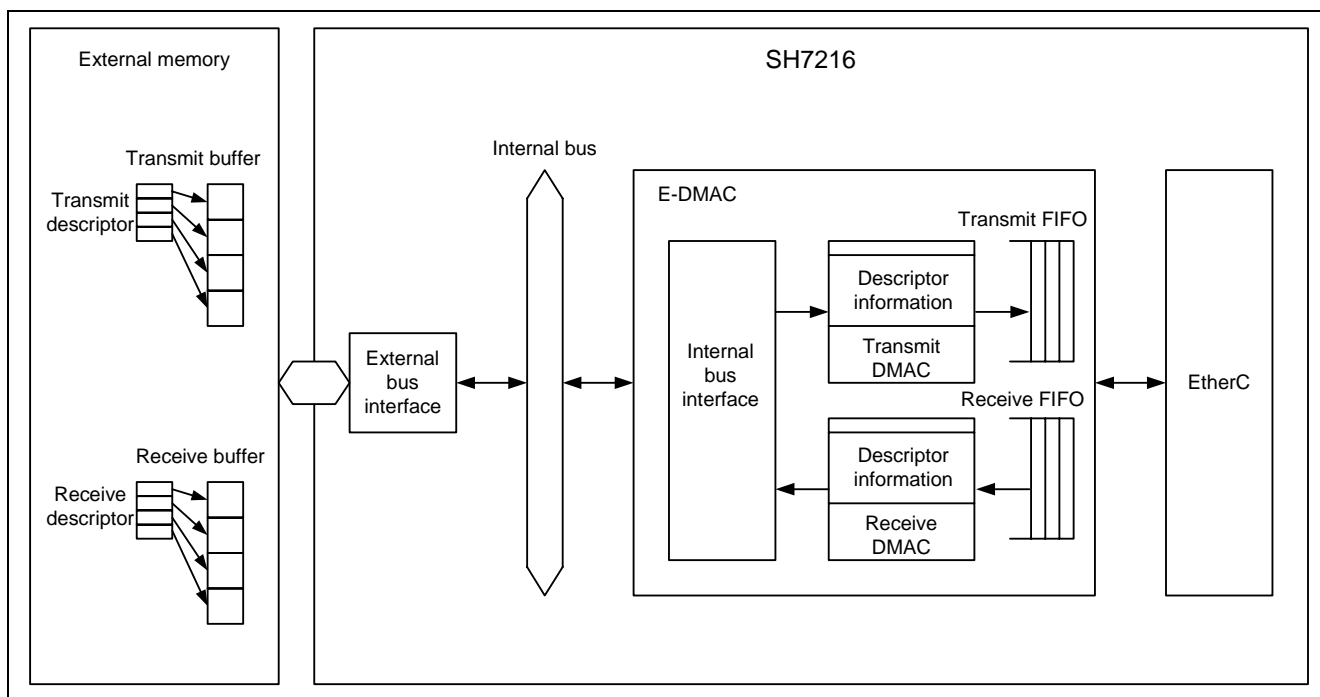 External memory
SH7216
Transmit buffer
Transmit
descriptor
Receive buffer
Receive
descriptor
Internal bus
External
bus
interface
E-DMAC
Internal
bus
interface
Transmit FIFO
Descriptor
information
Transmit
DMAC
Receive FIFO
Descriptor
information
Receive
DMAC
EtherC